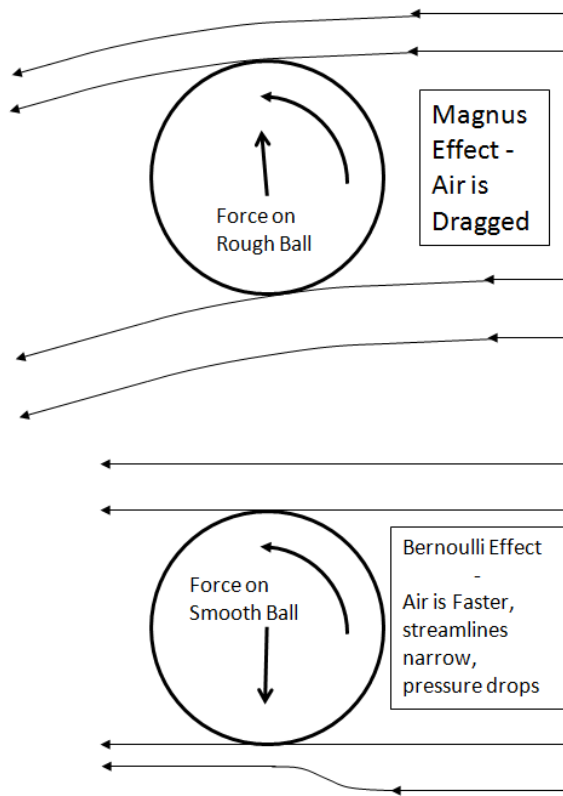 Magnus
Effect -
Air is
Dragged
Force on
Rough Ball
Bernoulli Effect
-
Air is Faster,
streamlines
narrow,
pressure drops
Force on
Smooth Ball